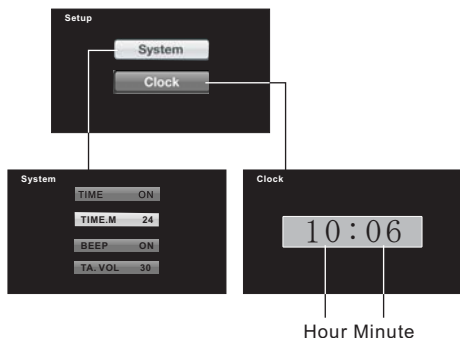 Setup
System
Clock
System
TIME ON
TIME.M 24
BEEP ON
TA.VOL 30
Clock
10:06
Hour Minute